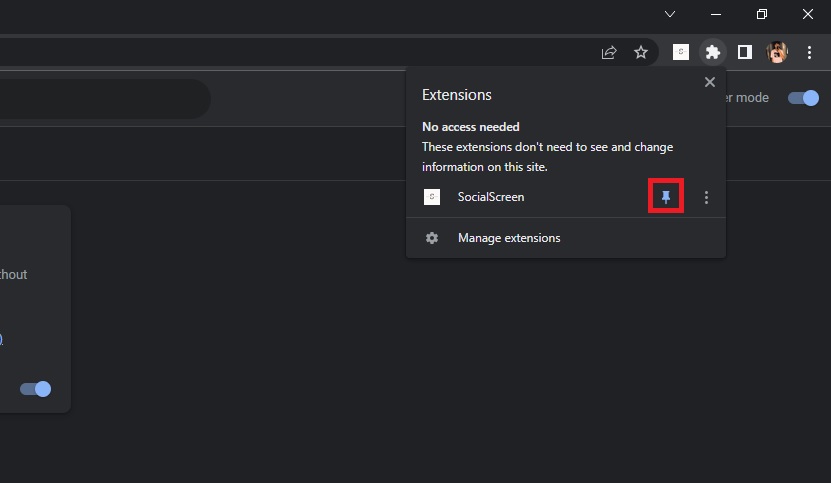 Extensions
er mode
No access needed
These extensions don't need to see and change
information on this site.
SocialScreen
Manage extensions
thout
)